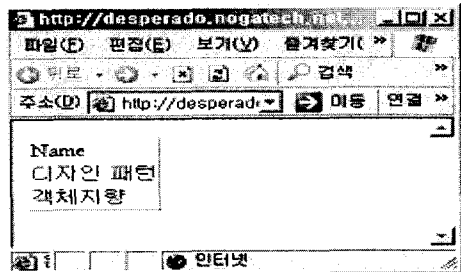 http://desperado.nogatech.net
파일(F) 편집(E) 보기(V) 즐겨찾기( »
뒤로 검색 »
주소(D) http://desperad 이동 연결 »
Name
디자인 패턴
객체지향
인터넷